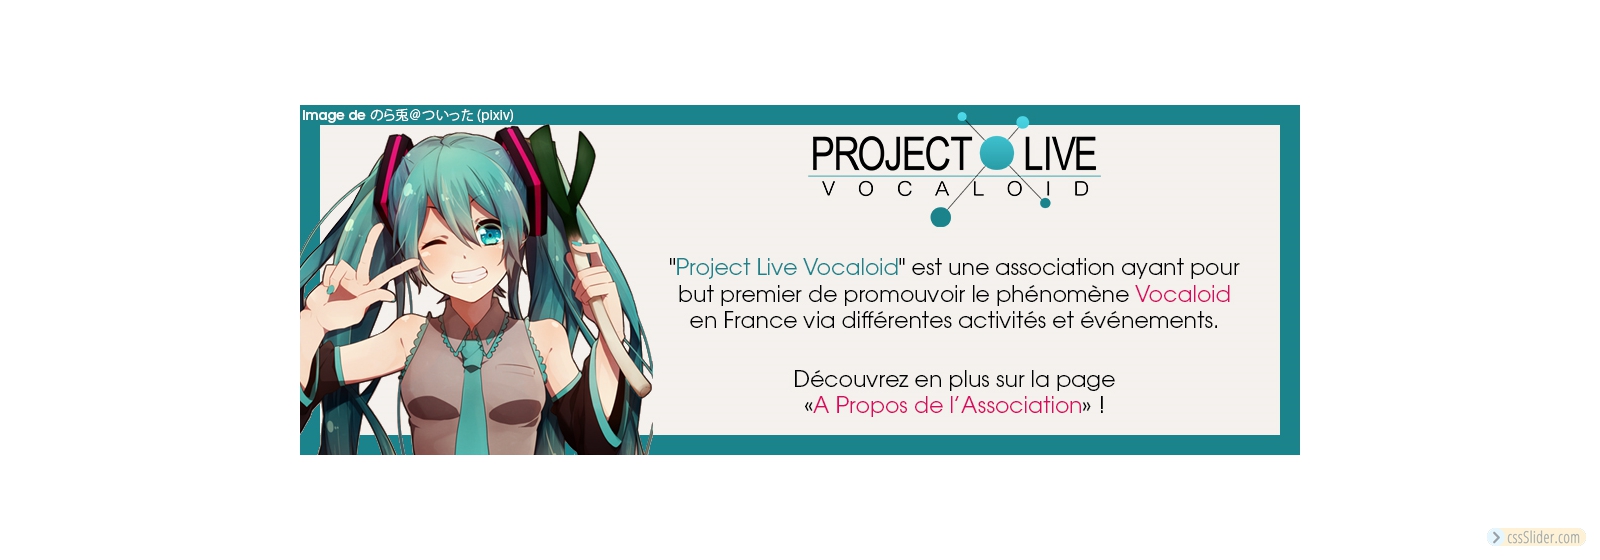 Image de のら兎＠ついった (pixiv)
PROJECT LIVE
VOCALOID
"Project Live Vocaloid" est une association ayant pour
but premier de promouvoir le phénomène Vocaloid
en France via différentes activités et événements.
Découvrez en plus sur la page
«A Propos de l'Association» !
cssSlider.com